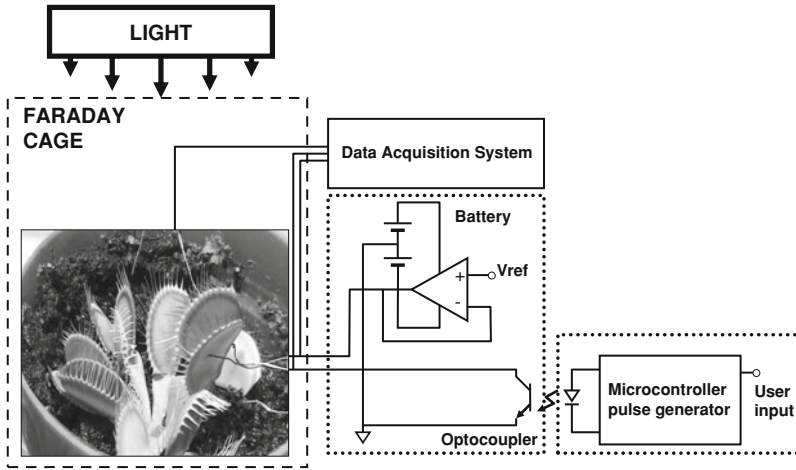 LIGHT
FARADAY
CAGE
Data Acquisition System
Battery
+
Vref
-
Optocoupler
Microcontroller
pulse generator
User
input